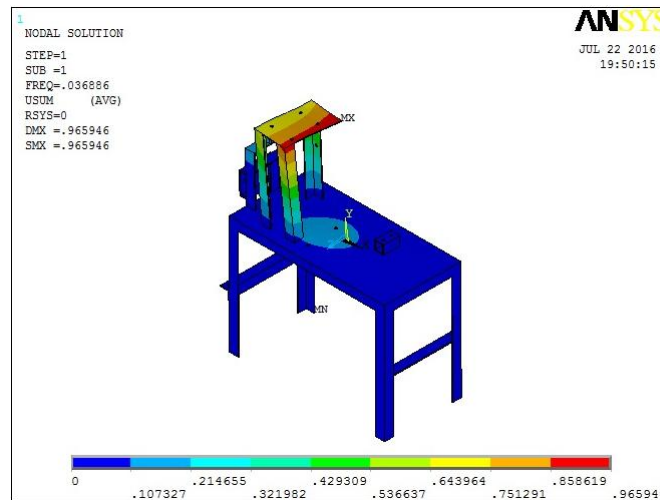 1
NODAL SOLUTION
STEP=1
SUB =1
FREQ=.036886
USUM (AVG)
RSYS=0
DMX =.965946
SMX =.965946
ANSYS
JUL 22 2016
19:50:15
MX
Y
MN
0 .214655 .429309 .643964 .858619
.107327 .321982 .536637 .751291 .96594